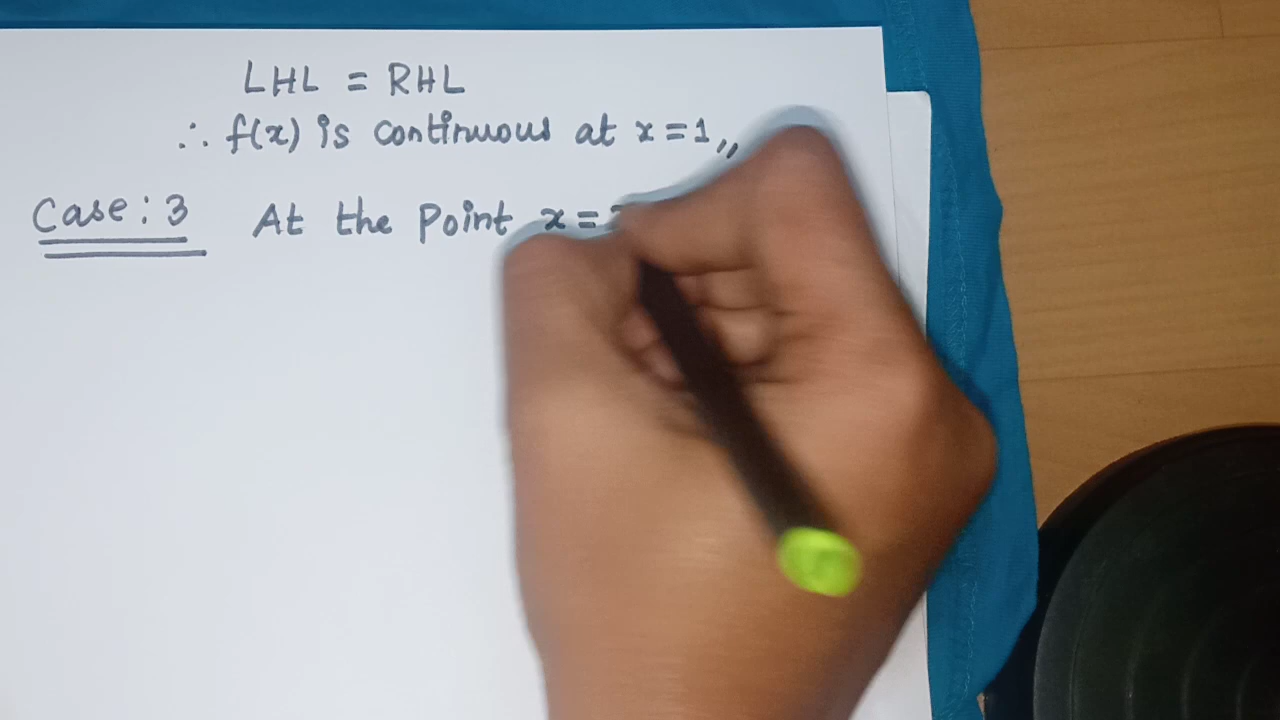 LHL = RHL
∴ f(x) is continuous at x=1,,
Case: 3 At the Point x=